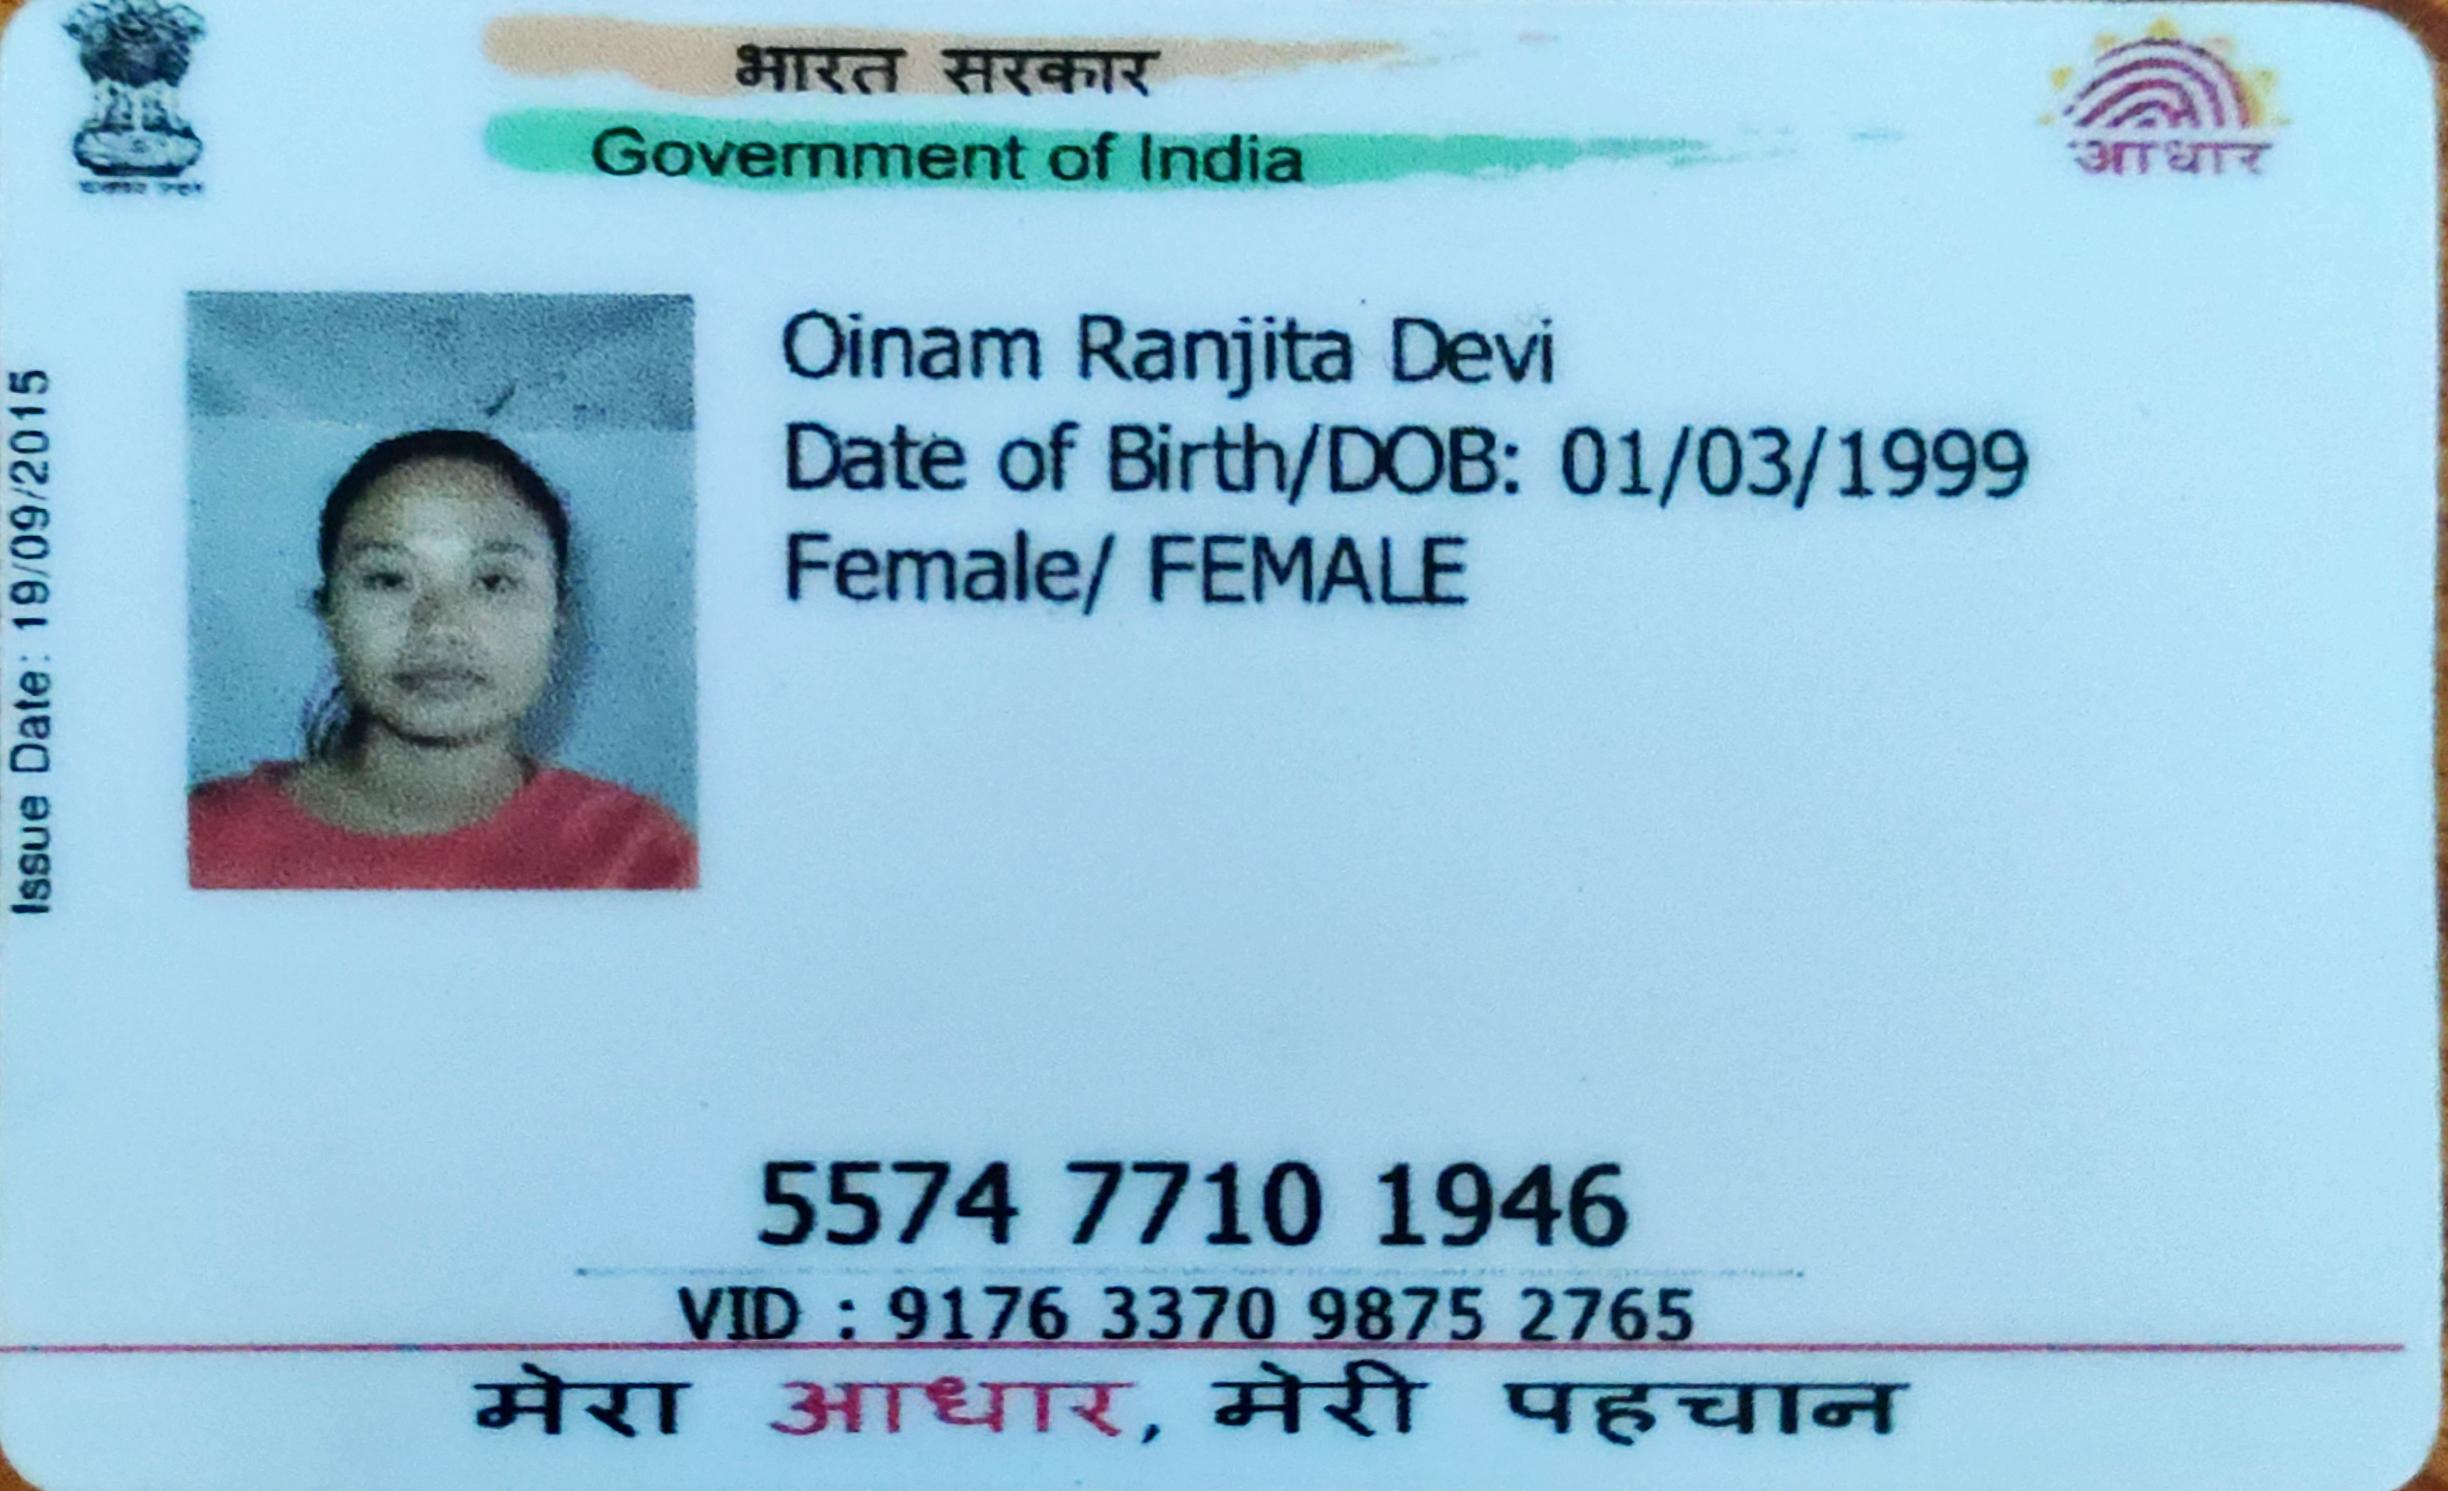 भारत सरकार
Government of India
आधार
Issue Date: 19/09/2015
Oinam Ranjita Devi
Date of Birth/DOB: 01/03/1999
Female/ FEMALE
5574 7710 1946
VID : 9176 3370 9875 2765
मेरा आधार, मेरी पहचान